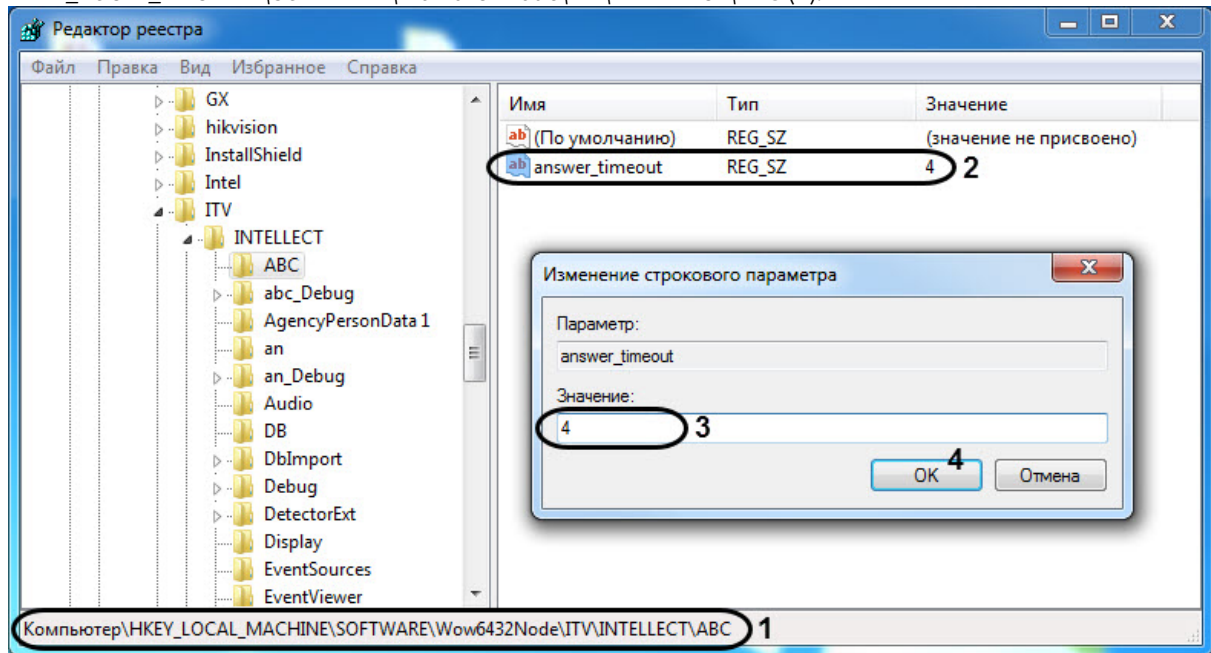 Редактор реестра
Файл Правка Вид Избранное Справка
GX
hikvision
InstallShield
Intel
ITV
INTELLECT
ABC
abc_Debug
AgencyPersonData 1
an
an_Debug
Audio
DB
DbImport
Debug
DetectorExt
Display
EventSources
EventViewer
Имя Тип Значение
ab (По умолчанию) REG_SZ (значение не присвоено)
ab answer_timeout REG_SZ 4 2
Изменение строкового параметра
Параметр:
answer_timeout
Значение:
4 3
OK 4 Отмена
Компьютер\HKEY_LOCAL_MACHINE\SOFTWARE\Wow6432Node\ITV\INTELLECT\ABC 1